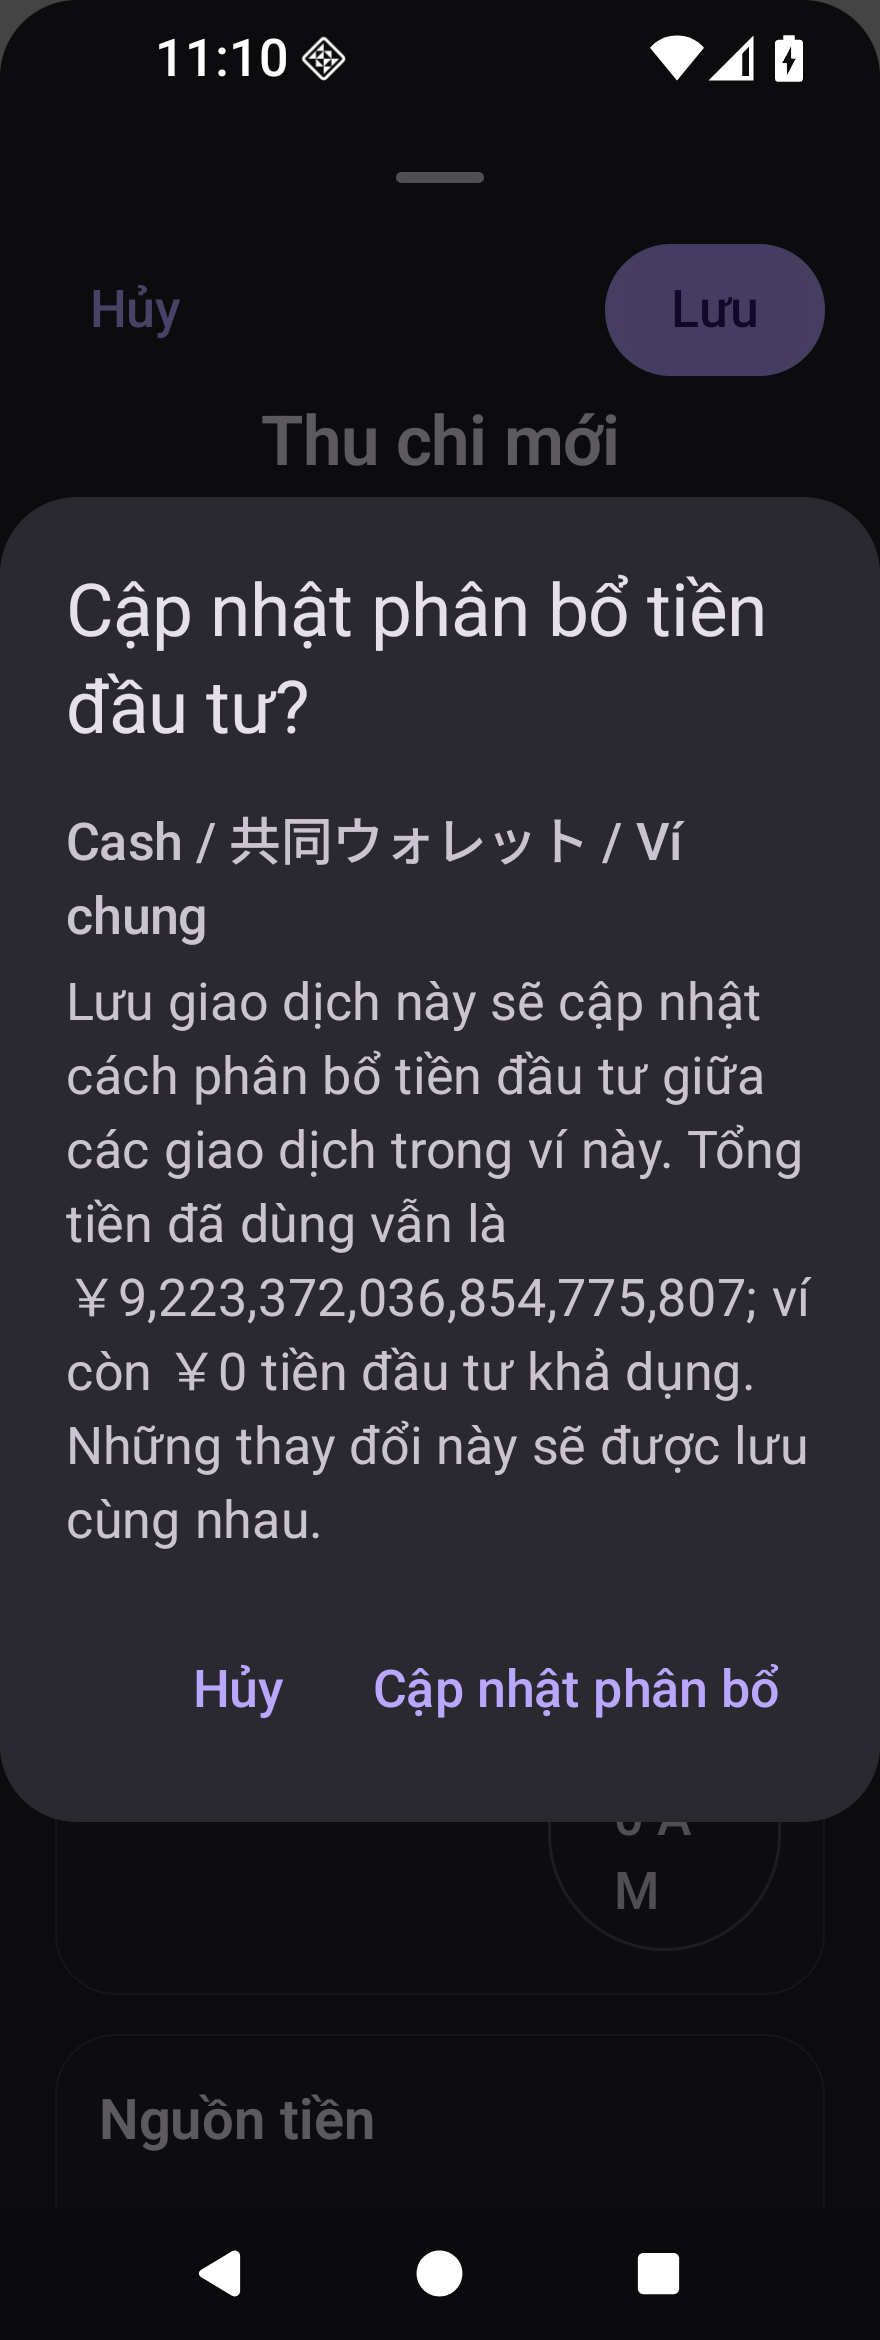 11:10
Hủy
Lưu
Thu chi mới
Cập nhật phân bổ tiền
đầu tư?
Cash / 共同ウォレット / Ví
chung
Lưu giao dịch này sẽ cập nhật
cách phân bổ tiền đầu tư giữa
các giao dịch trong ví này. Tổng
tiền đã dùng vẫn là
￥9,223,372,036,854,775,807; ví
còn ￥0 tiền đầu tư khả dụng.
Những thay đổi này sẽ được lưu
cùng nhau.
Hủy
Cập nhật phân bổ
M
Nguồn tiền